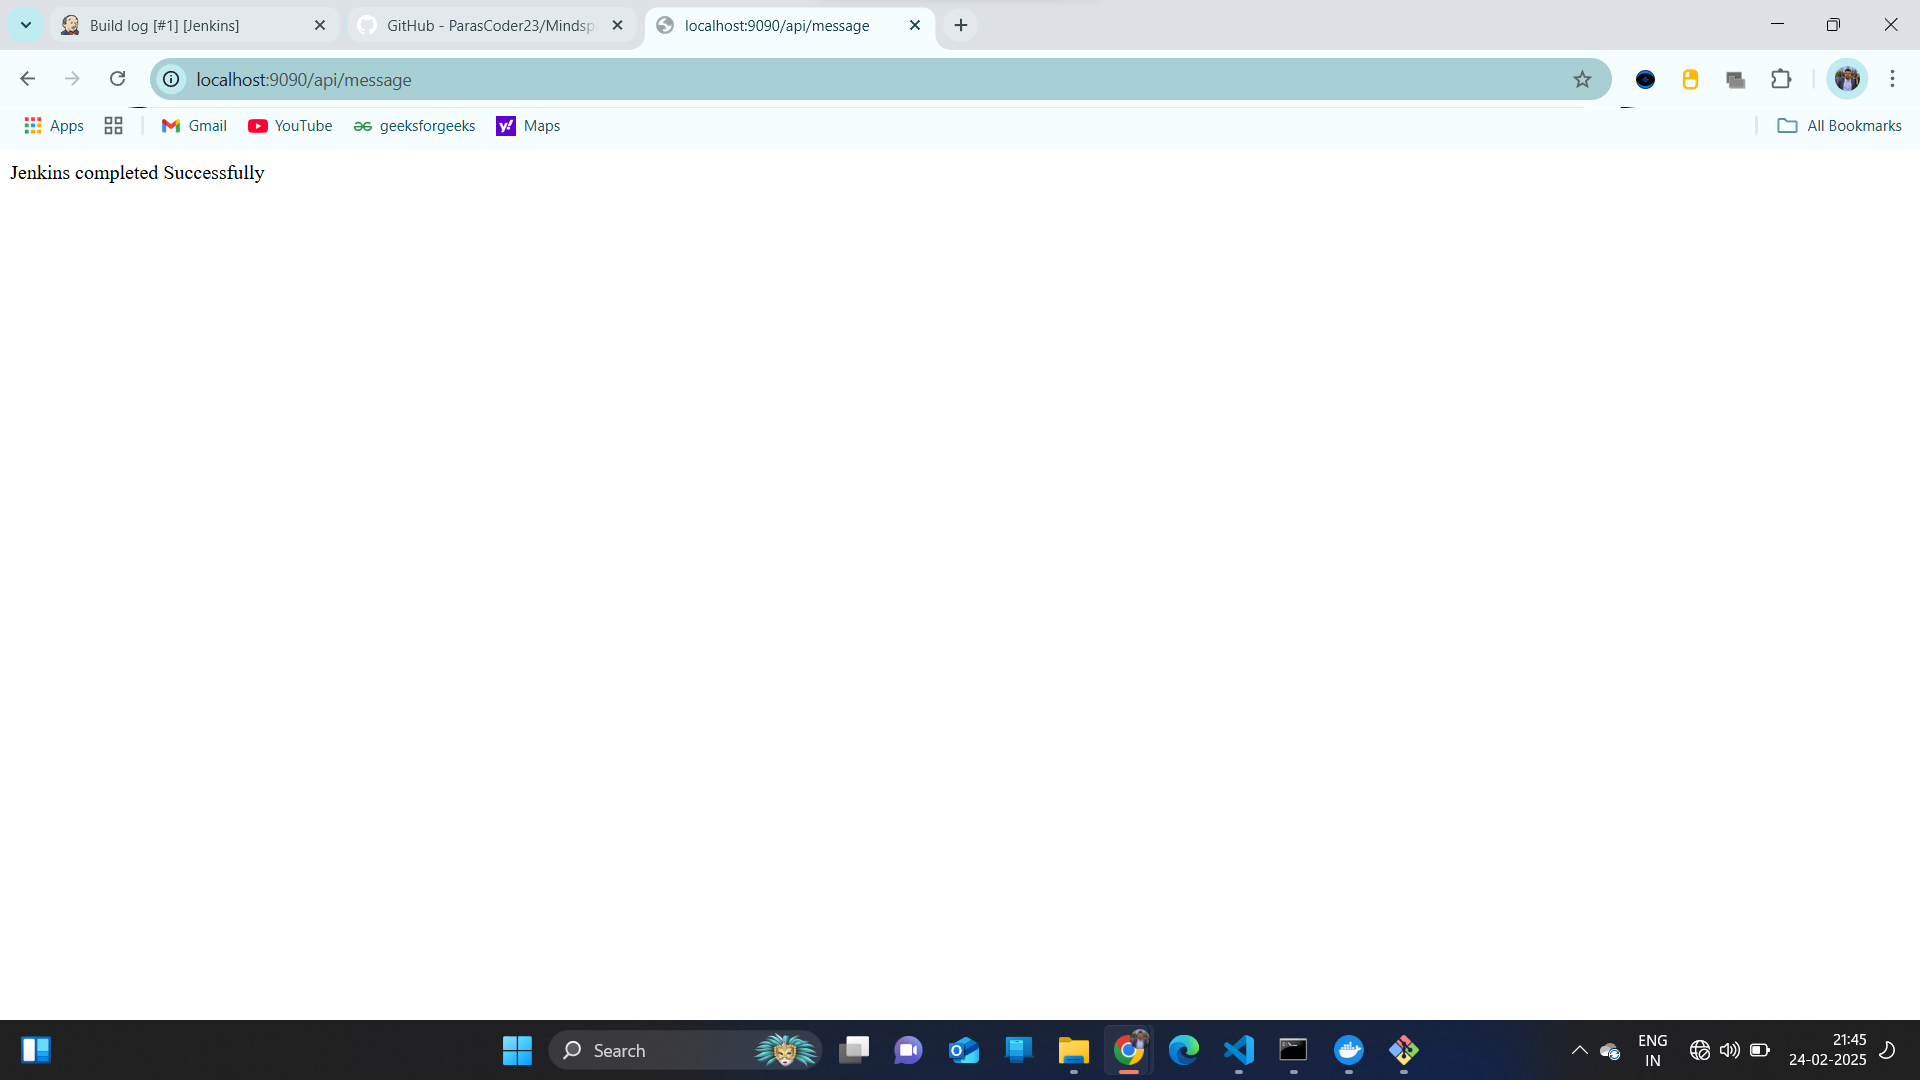 Build log [#1] [Jenkins]
GitHub - ParasCoder23/Mindsp
localhost:9090/api/message
localhost:9090/api/message
Apps
Gmail
YouTube
geeksforgeeks
Maps
All Bookmarks
Jenkins completed Successfully
Search
ENG
IN
21:45
24-02-2025